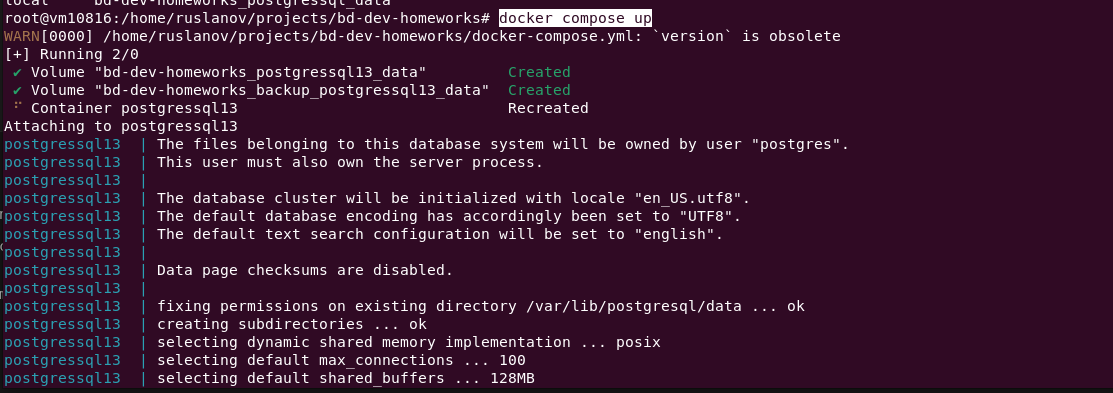 local     bd-dev-homeworks_postgressql_data
root@vm10816:/home/ruslanov/projects/bd-dev-homeworks# docker compose up
WARN[0000] /home/ruslanov/projects/bd-dev-homeworks/docker-compose.yml: `version` is obsolete
[+] Running 2/0
 ✔ Volume "bd-dev-homeworks_postgressql13_data"         Created
 ✔ Volume "bd-dev-homeworks_backup_postgressql13_data"  Created
 ⠋ Container postgressql13                              Recreated
Attaching to postgressql13
postgressql13  | The files belonging to this database system will be owned by user "postgres".
postgressql13  | This user must also own the server process.
postgressql13  |
postgressql13  | The database cluster will be initialized with locale "en_US.utf8".
postgressql13  | The default database encoding has accordingly been set to "UTF8".
postgressql13  | The default text search configuration will be set to "english".
postgressql13  |
postgressql13  | Data page checksums are disabled.
postgressql13  |
postgressql13  | fixing permissions on existing directory /var/lib/postgresql/data ... ok
postgressql13  | creating subdirectories ... ok
postgressql13  | selecting dynamic shared memory implementation ... posix
postgressql13  | selecting default max_connections ... 100
postgressql13  | selecting default shared_buffers ... 128MB